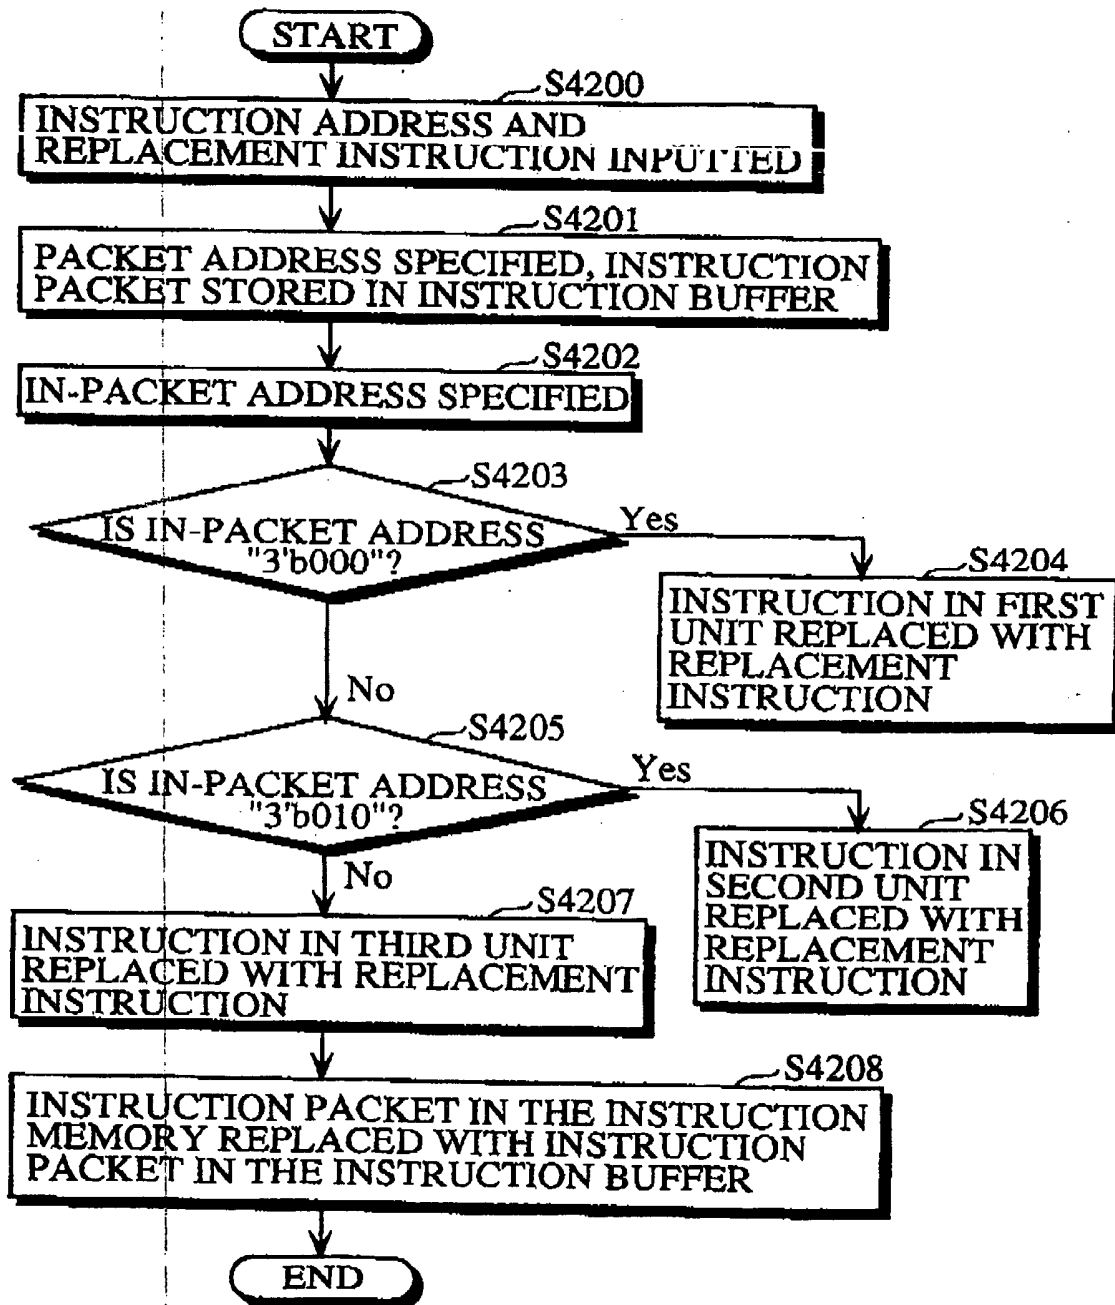 START
S4200
INSTRUCTION ADDRESS AND
REPLACEMENT INSTRUCTION INPUTTED
S4201
PACKET ADDRESS SPECIFIED, INSTRUCTION
PACKET STORED IN INSTRUCTION BUFFER
S4202
IN-PACKET ADDRESS SPECIFIED
S4203
IS IN-PACKET ADDRESS
"3'b000"?
Yes
S4204
INSTRUCTION IN FIRST
UNIT REPLACED WITH
REPLACEMENT
INSTRUCTION
No
S4205
IS IN-PACKET ADDRESS
"3'b010"?
Yes
S4206
INSTRUCTION IN
SECOND UNIT
REPLACED WITH
REPLACEMENT
INSTRUCTION
No
S4207
INSTRUCTION IN THIRD UNIT
REPLACED WITH REPLACEMENT
INSTRUCTION
S4208
INSTRUCTION PACKET IN THE INSTRUCTION
MEMORY REPLACED WITH INSTRUCTION
PACKET IN THE INSTRUCTION BUFFER
END